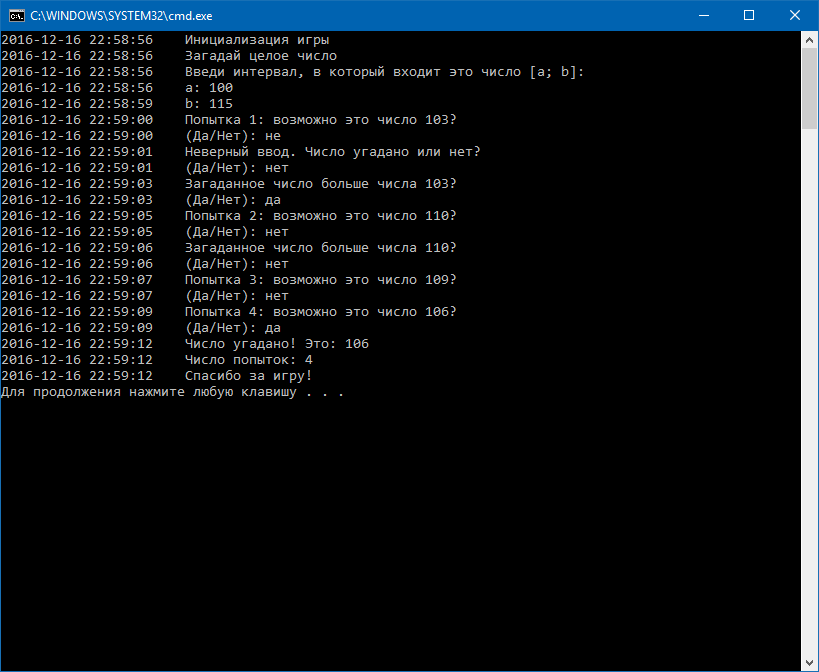 C:\WINDOWS\SYSTEM32\cmd.exe
2016-12-16 22:58:56    Инициализация игры
2016-12-16 22:58:56    Загадай целое число
2016-12-16 22:58:56    Введи интервал, в который входит это число [a; b]:
2016-12-16 22:58:56    a: 100
2016-12-16 22:58:59    b: 115
2016-12-16 22:59:00    Попытка 1: возможно это число 103?
2016-12-16 22:59:00    (Да/Нет): не
2016-12-16 22:59:01    Неверный ввод. Число угадано или нет?
2016-12-16 22:59:01    (Да/Нет): нет
2016-12-16 22:59:03    Загаданное число больше числа 103?
2016-12-16 22:59:03    (Да/Нет): да
2016-12-16 22:59:05    Попытка 2: возможно это число 110?
2016-12-16 22:59:05    (Да/Нет): нет
2016-12-16 22:59:06    Загаданное число больше числа 110?
2016-12-16 22:59:06    (Да/Нет): нет
2016-12-16 22:59:07    Попытка 3: возможно это число 109?
2016-12-16 22:59:07    (Да/Нет): нет
2016-12-16 22:59:09    Попытка 4: возможно это число 106?
2016-12-16 22:59:09    (Да/Нет): да
2016-12-16 22:59:12    Число угадано! Это: 106
2016-12-16 22:59:12    Число попыток: 4
2016-12-16 22:59:12    Спасибо за игру!
Для продолжения нажмите любую клавишу . . .